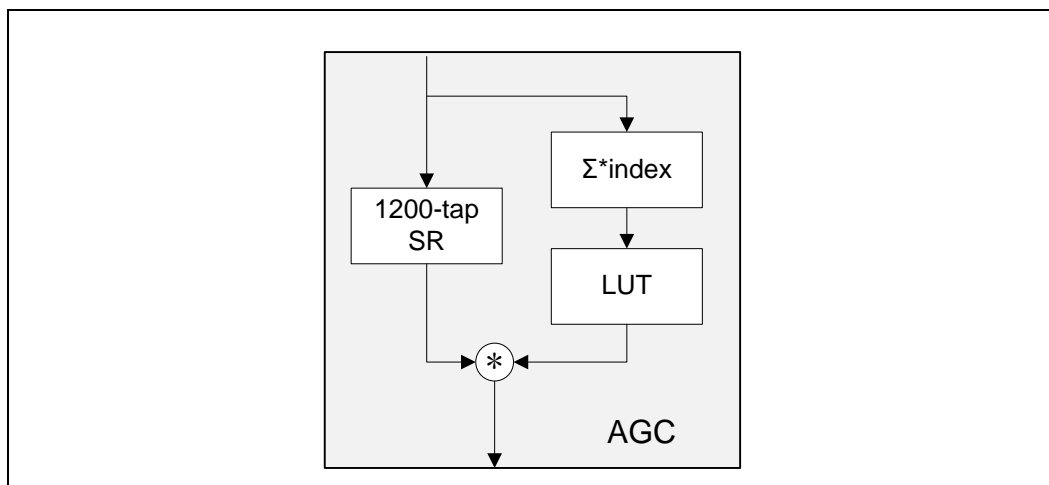 Σ*index
1200-tap
SR
LUT
*
AGC